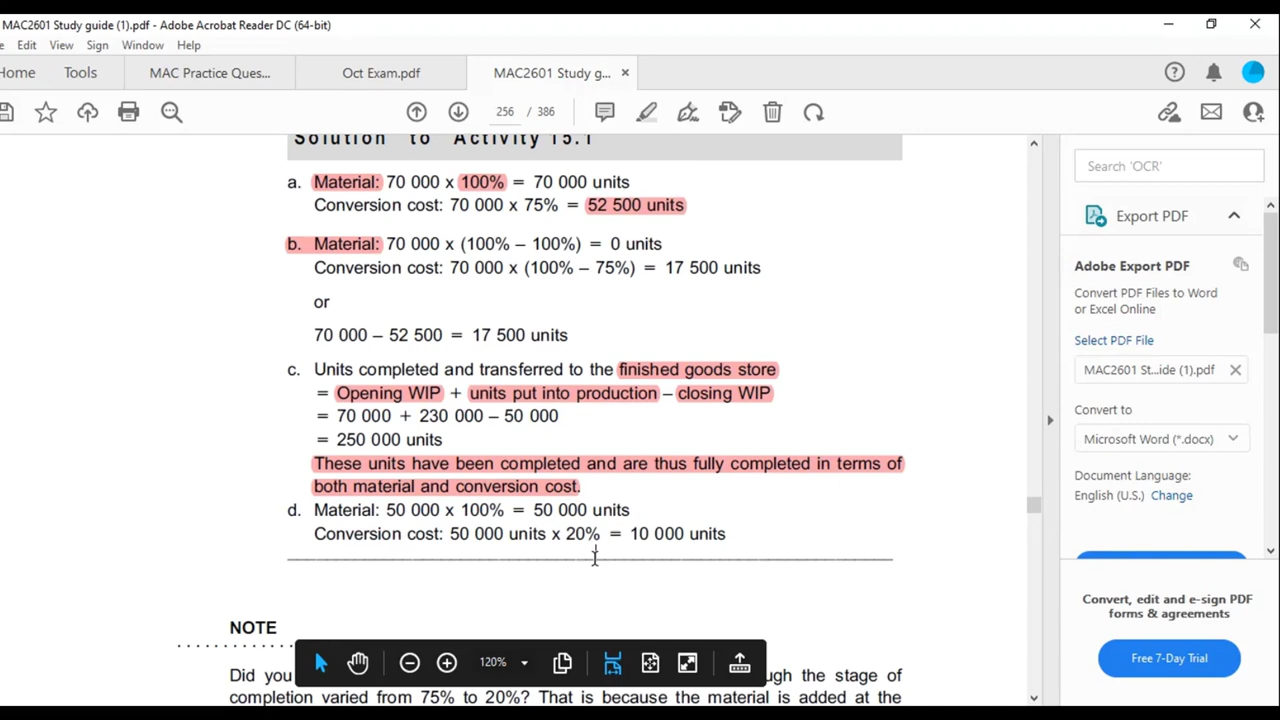 MAC2601 Study guide (1).pdf - Adobe Acrobat Reader DC (64-bit)
Edit View Sign Window Help
Home Tools MAC Practice Ques... Oct Exam.pdf MAC2601 Study g... ×
256 / 386
Solution to Activity 15.1
a. Material: 70 000 x 100% = 70 000 units
Conversion cost: 70 000 x 75% = 52 500 units
b. Material: 70 000 x (100% – 100%) = 0 units
Conversion cost: 70 000 x (100% – 75%) = 17 500 units
or
70 000 – 52 500 = 17 500 units
c. Units completed and transferred to the finished goods store
= Opening WIP + units put into production – closing WIP
= 70 000 + 230 000 – 50 000
= 250 000 units
These units have been completed and are thus fully completed in terms of
both material and conversion cost.
d. Material: 50 000 x 100% = 50 000 units
Conversion cost: 50 000 units x 20% = 10 000 units
NOTE
Did you
ugh the stage of
completion varied from 75% to 20%? That is because the material is added at the
120%
Search 'OCR'
Export PDF
Adobe Export PDF
Convert PDF Files to Word
or Excel Online
Select PDF File
MAC2601 St...ide (1).pdf
Convert to
Microsoft Word (*.docx)
Document Language:
English (U.S.) Change
Convert, edit and e-sign PDF
forms & agreements
Free 7-Day Trial